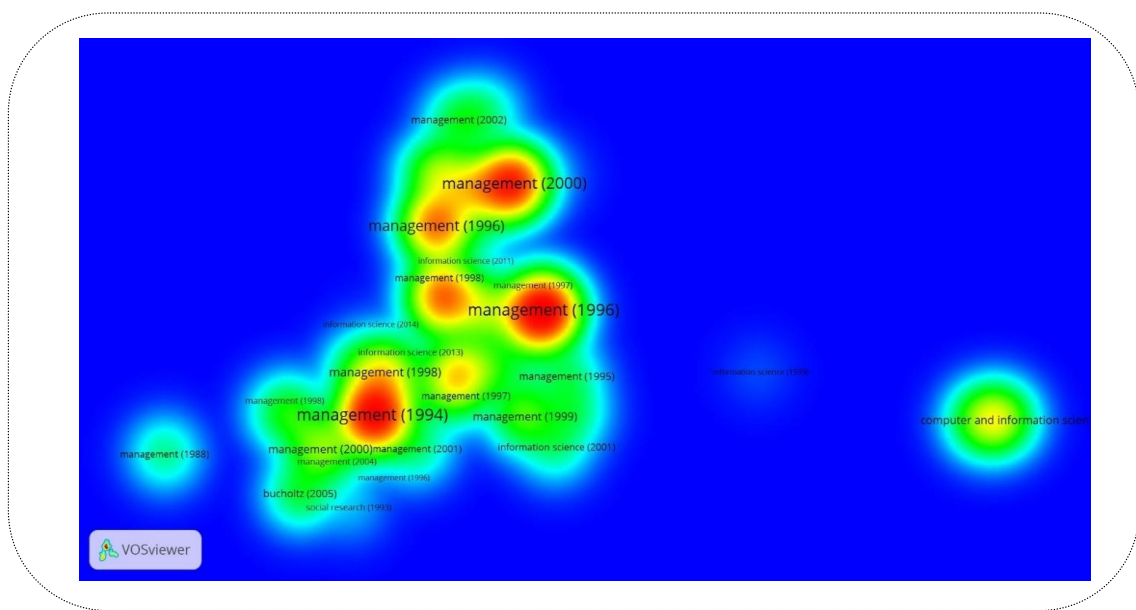 management (2002)
management (2000)
management (1996)
information science (2011)
management (1998)
management (1997)
management (1996)
information science (2014)
information science (2013)
management (1998)
information science
management (1995)
management (1997)
management (1998)
management (1994)
management (1999)
computer and information scien
management (2000)
management (2001)
information science (2001)
management (1988)
management (2004)
management (1996)
bucholtz (2005)
social research (1993)
VOSviewer